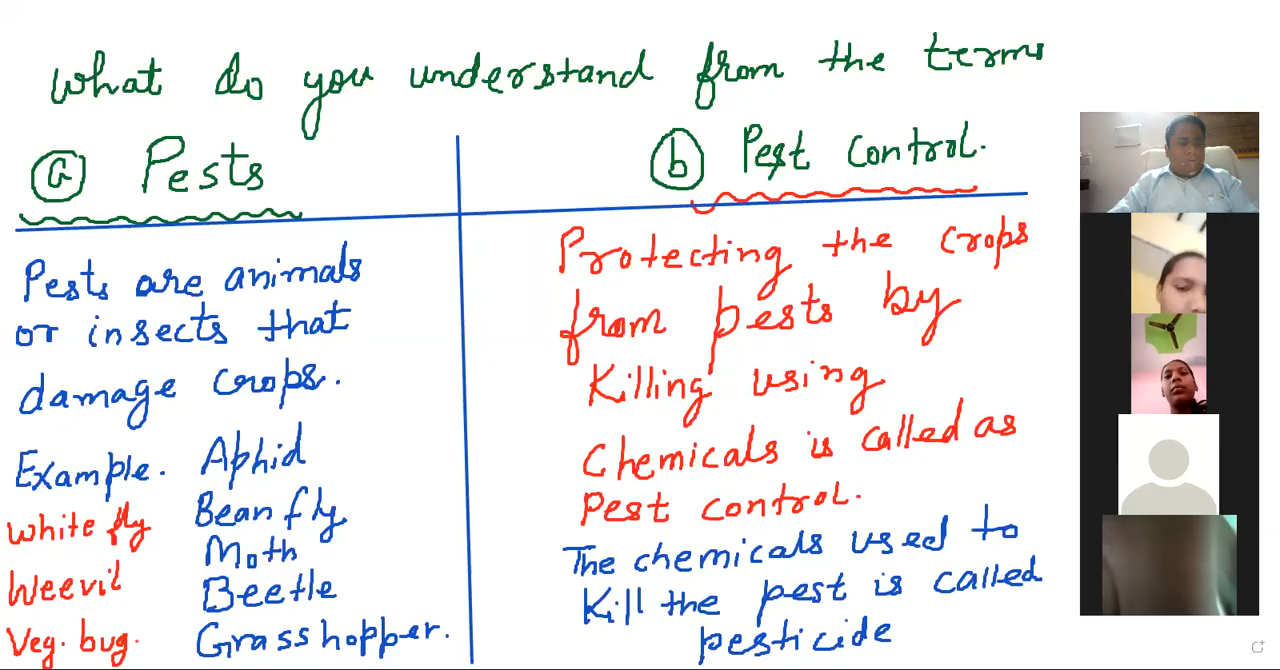 What do you understand from the terms
a Pests
b Pest control.
Pests are animals
or insects that
damage crops.
Example. Aphid
White fly Bean fly
Moth
Weevil Beetle
Veg. bug. Grasshopper.
Protecting the crops
from pests by
Killing using
Chemicals is called as
Pest control.
The chemicals used to
Kill the pest is called
pesticide